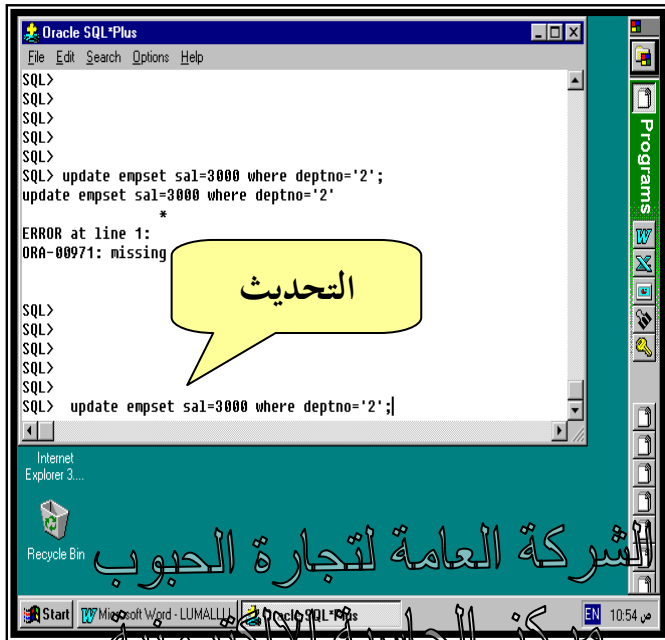 Oracle SQL*Plus
File Edit Search Options Help
SQL>
SQL>
SQL>
SQL>
SQL>
SQL> update empset sal=3000 where deptno='2';
update empset sal=3000 where deptno='2'
*
ERROR at line 1:
ORA-00971: missing
التحديث
SQL>
SQL>
SQL>
SQL>
SQL>
SQL> update empset sal=3000 where deptno='2';
Programs
Internet
Explorer 3....
Recycle Bin
الشركة العامة لتجارة الحبوب
Start
Microsoft Word - LUMALLLL
Oracle SQL*Plus
EN
10:54 ص